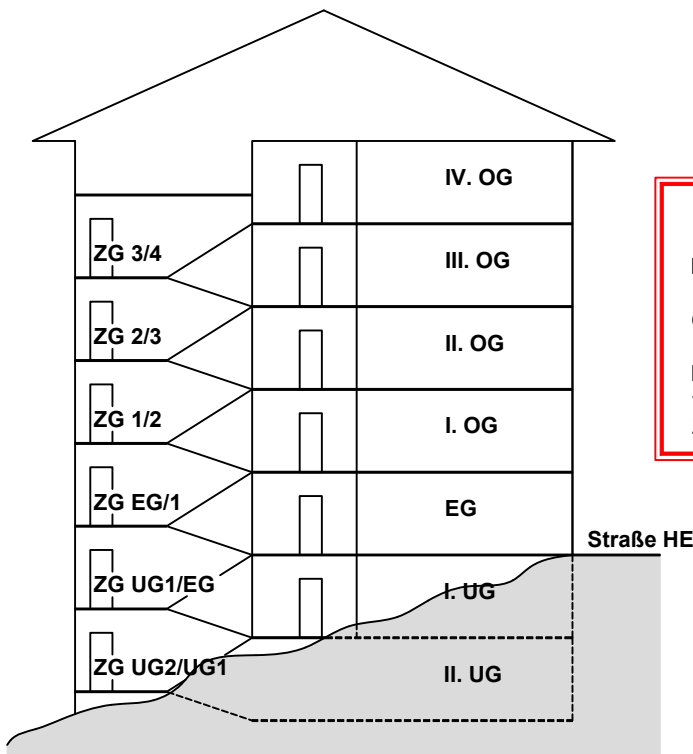 IV. OG
ZG 3/4
III. OG
ZG 2/3
II. OG
ZG 1/2
I. OG
ZG EG/1
EG
Straße HE
ZG UG1/EG
I. UG
ZG UG2/UG1
II. UG